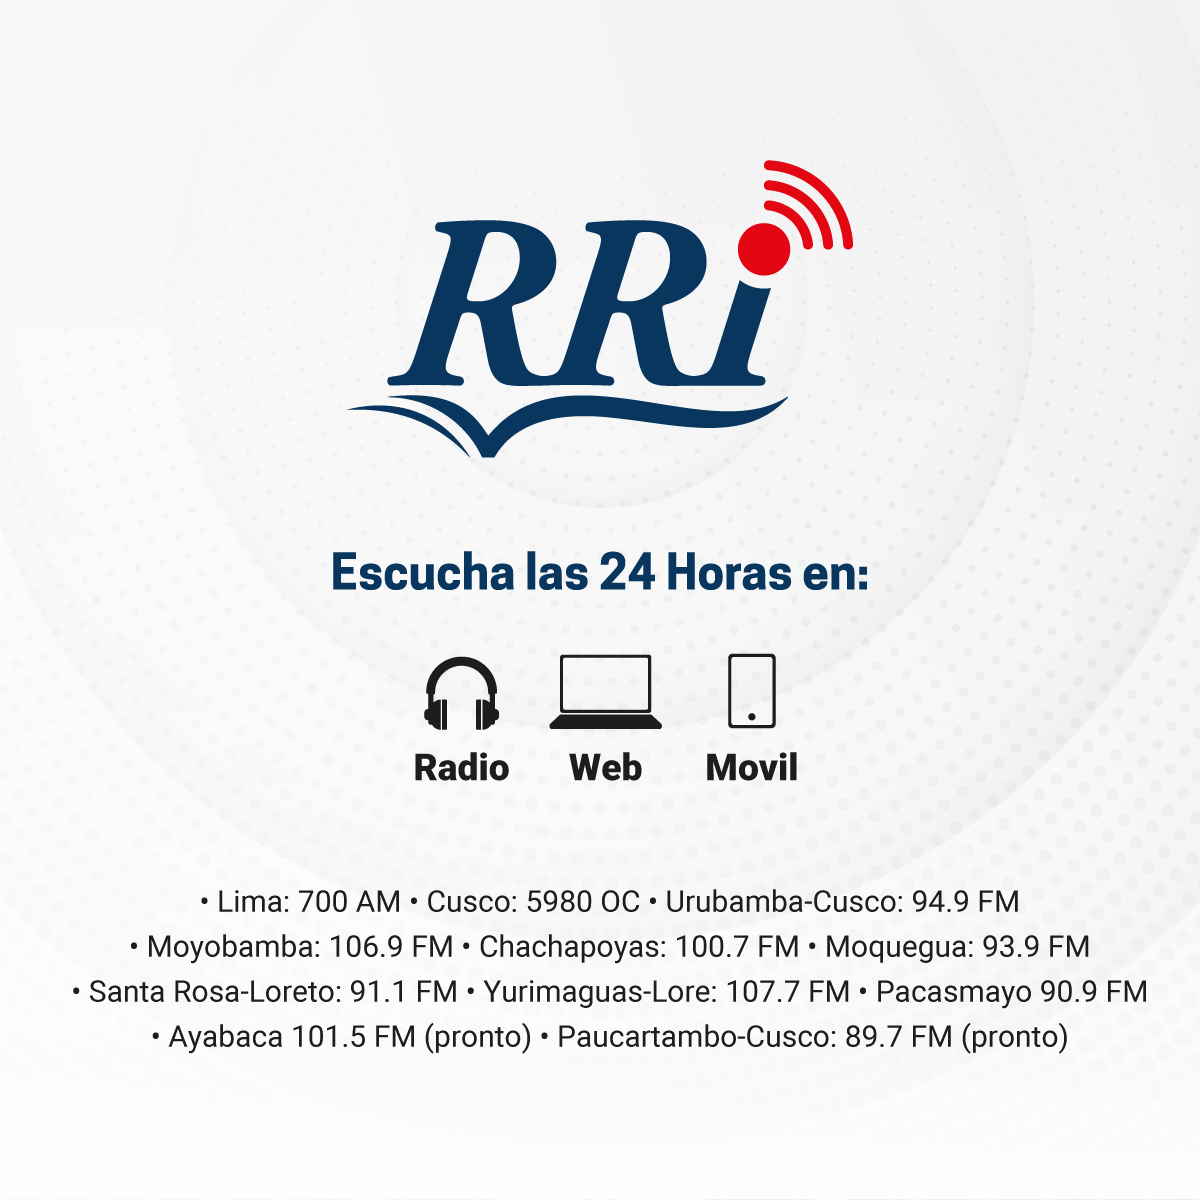 RRi
Escucha las 24 Horas en:
Radio Web Movil
• Lima: 700 AM • Cusco: 5980 OC • Urubamba-Cusco: 94.9 FM
• Moyobamba: 106.9 FM • Chachapoyas: 100.7 FM • Moquegua: 93.9 FM
• Santa Rosa-Loreto: 91.1 FM • Yurimaguas-Lore: 107.7 FM • Pacasmayo 90.9 FM
• Ayabaca 101.5 FM (pronto) • Paucartambo-Cusco: 89.7 FM (pronto)